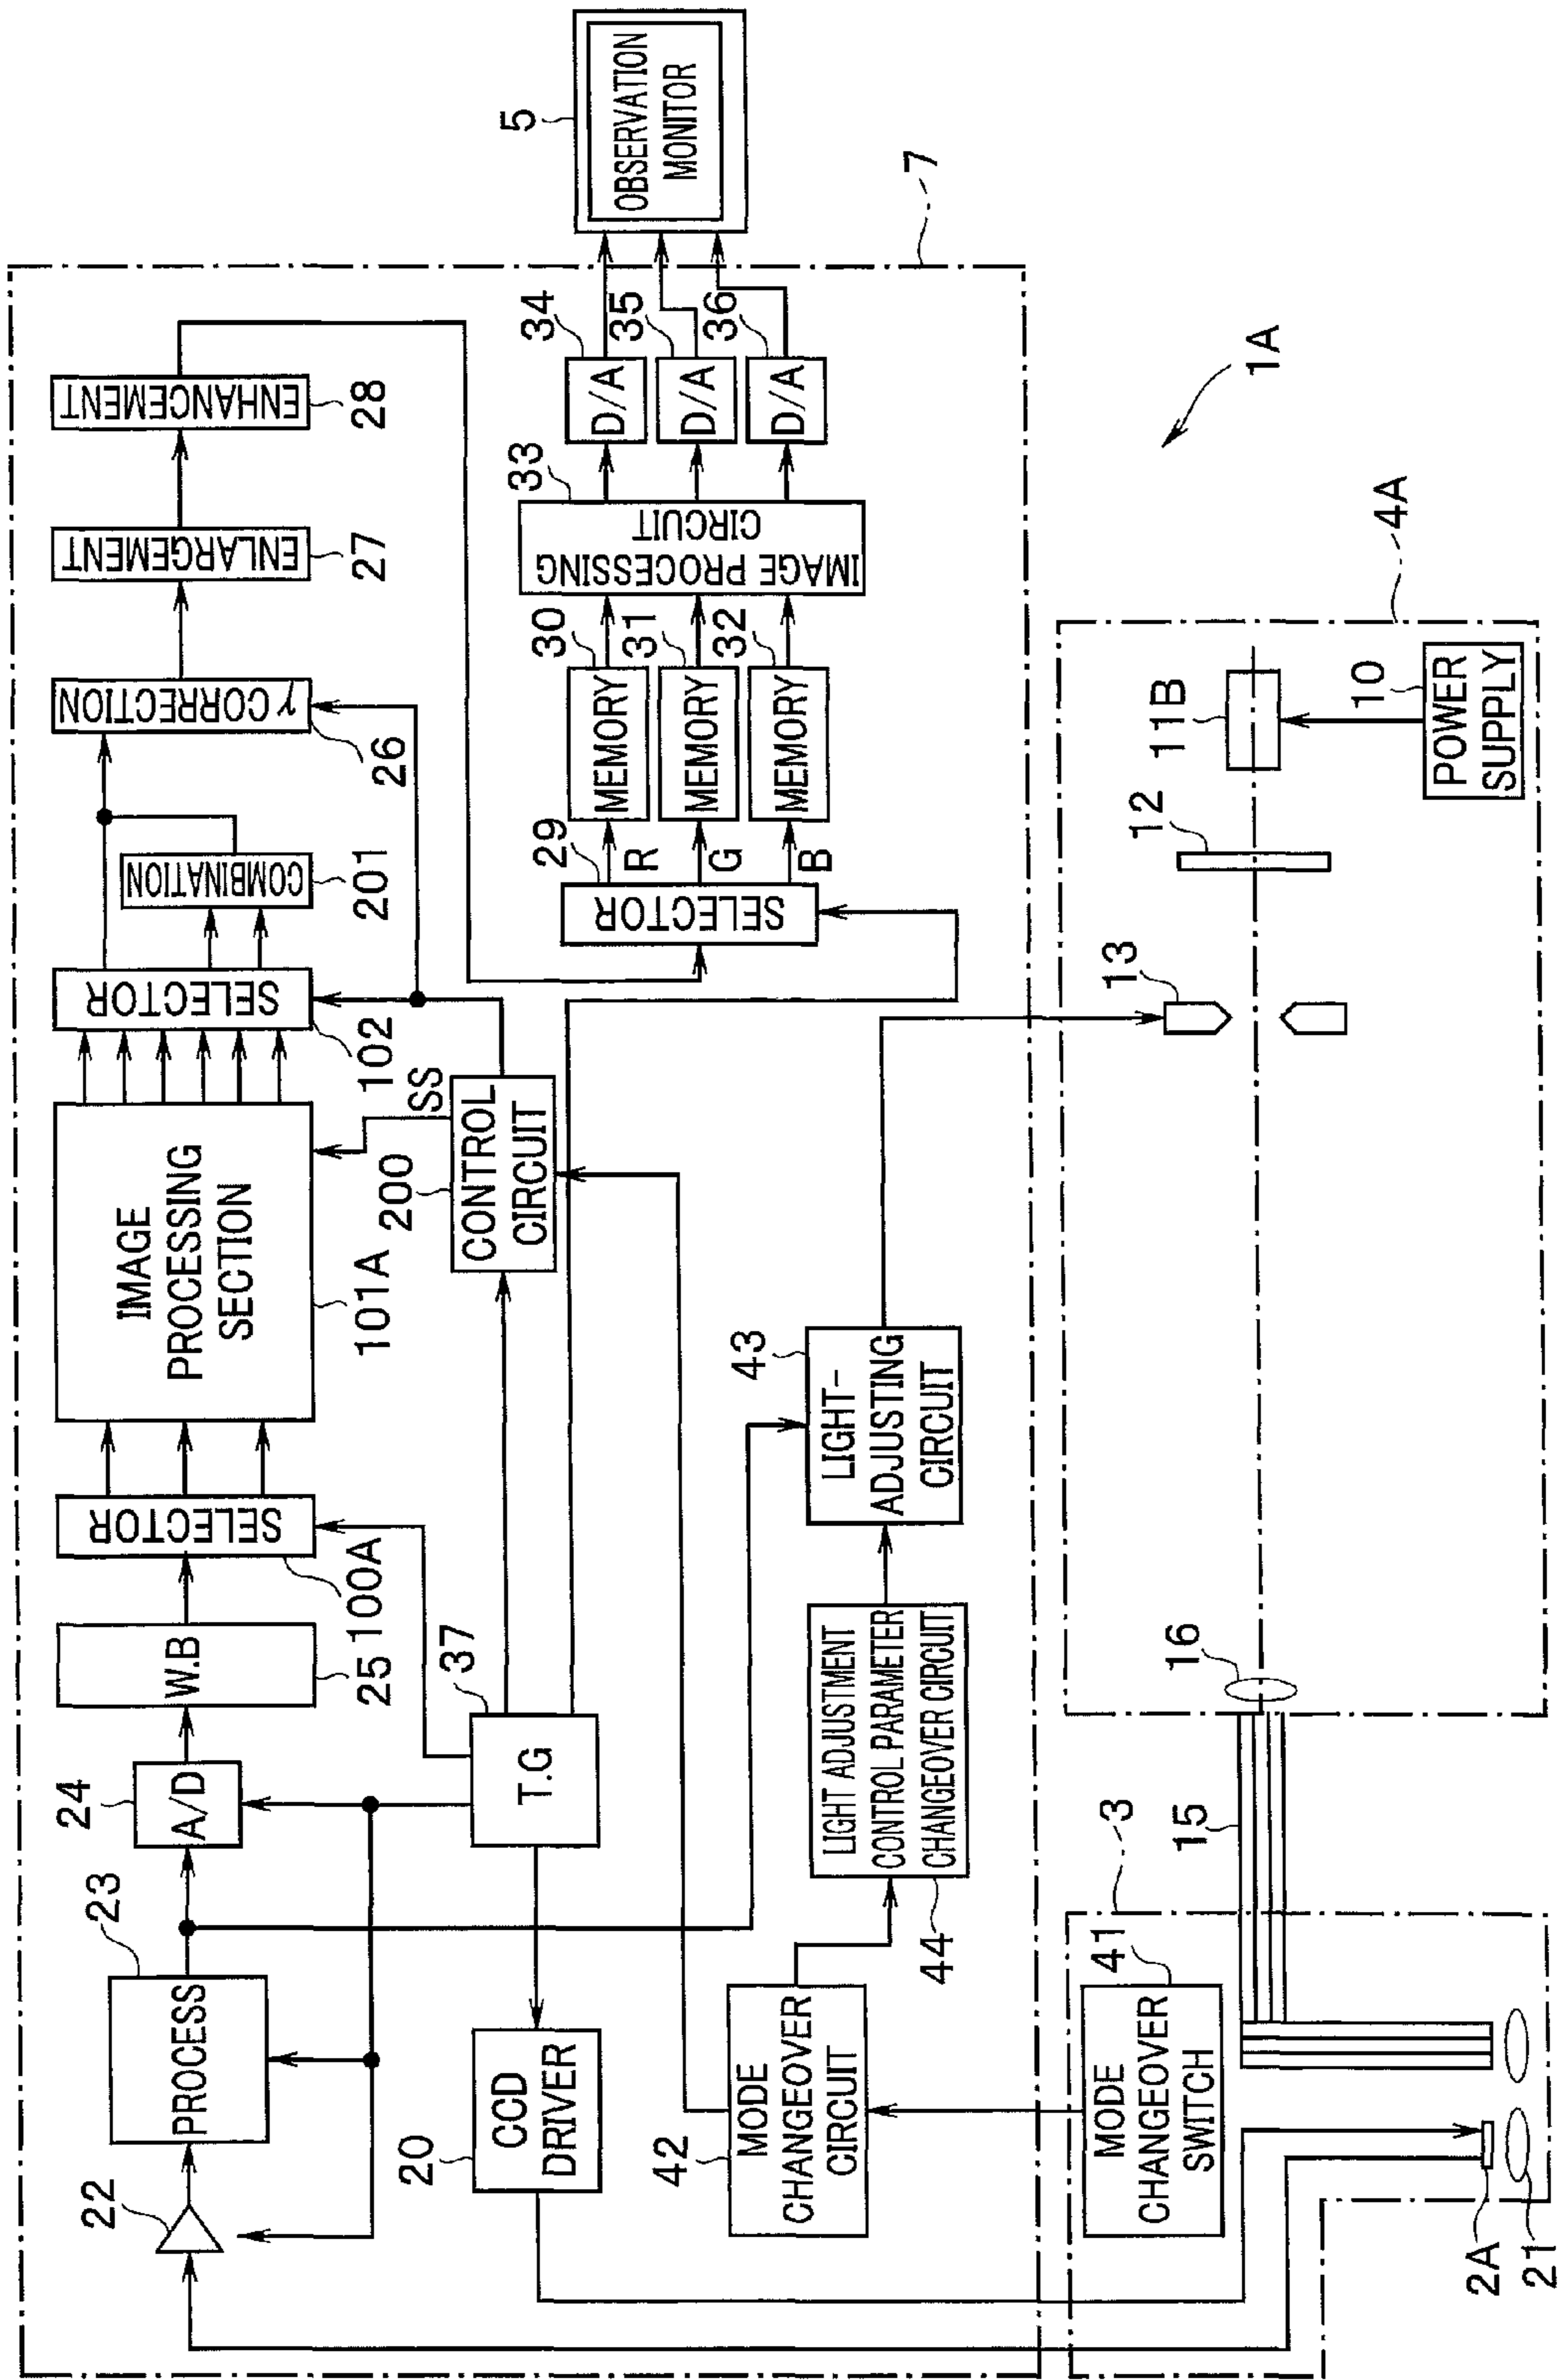 22
23
PROCESS
24
A/D
W.B
25
SELECTOR
100A
IMAGE
PROCESSING
SECTION
101A
SELECTOR
102
COMBINATION
201
γ CORRECTION
26
ENLARGEMENT
27
ENHANCEMENT
28
20
CCD
DRIVER
37
T.G
200
CONTROL
CIRCUIT
SS
29
SELECTOR
R
G
B
30
MEMORY
31
MEMORY
32
MEMORY
33
IMAGE PROCESSING
CIRCUIT
34
D/A
35
D/A
36
D/A
5
OBSERVATION
MONITOR
7
42
MODE
CHANGEOVER
CIRCUIT
44
LIGHT ADJUSTMENT
CONTROL PARAMETER
CHANGEOVER CIRCUIT
43
LIGHT-
ADJUSTING
CIRCUIT
1A
41
MODE
CHANGEOVER
SWITCH
3
2A
21
15
16
13
12
11B
10
POWER
SUPPLY
4A